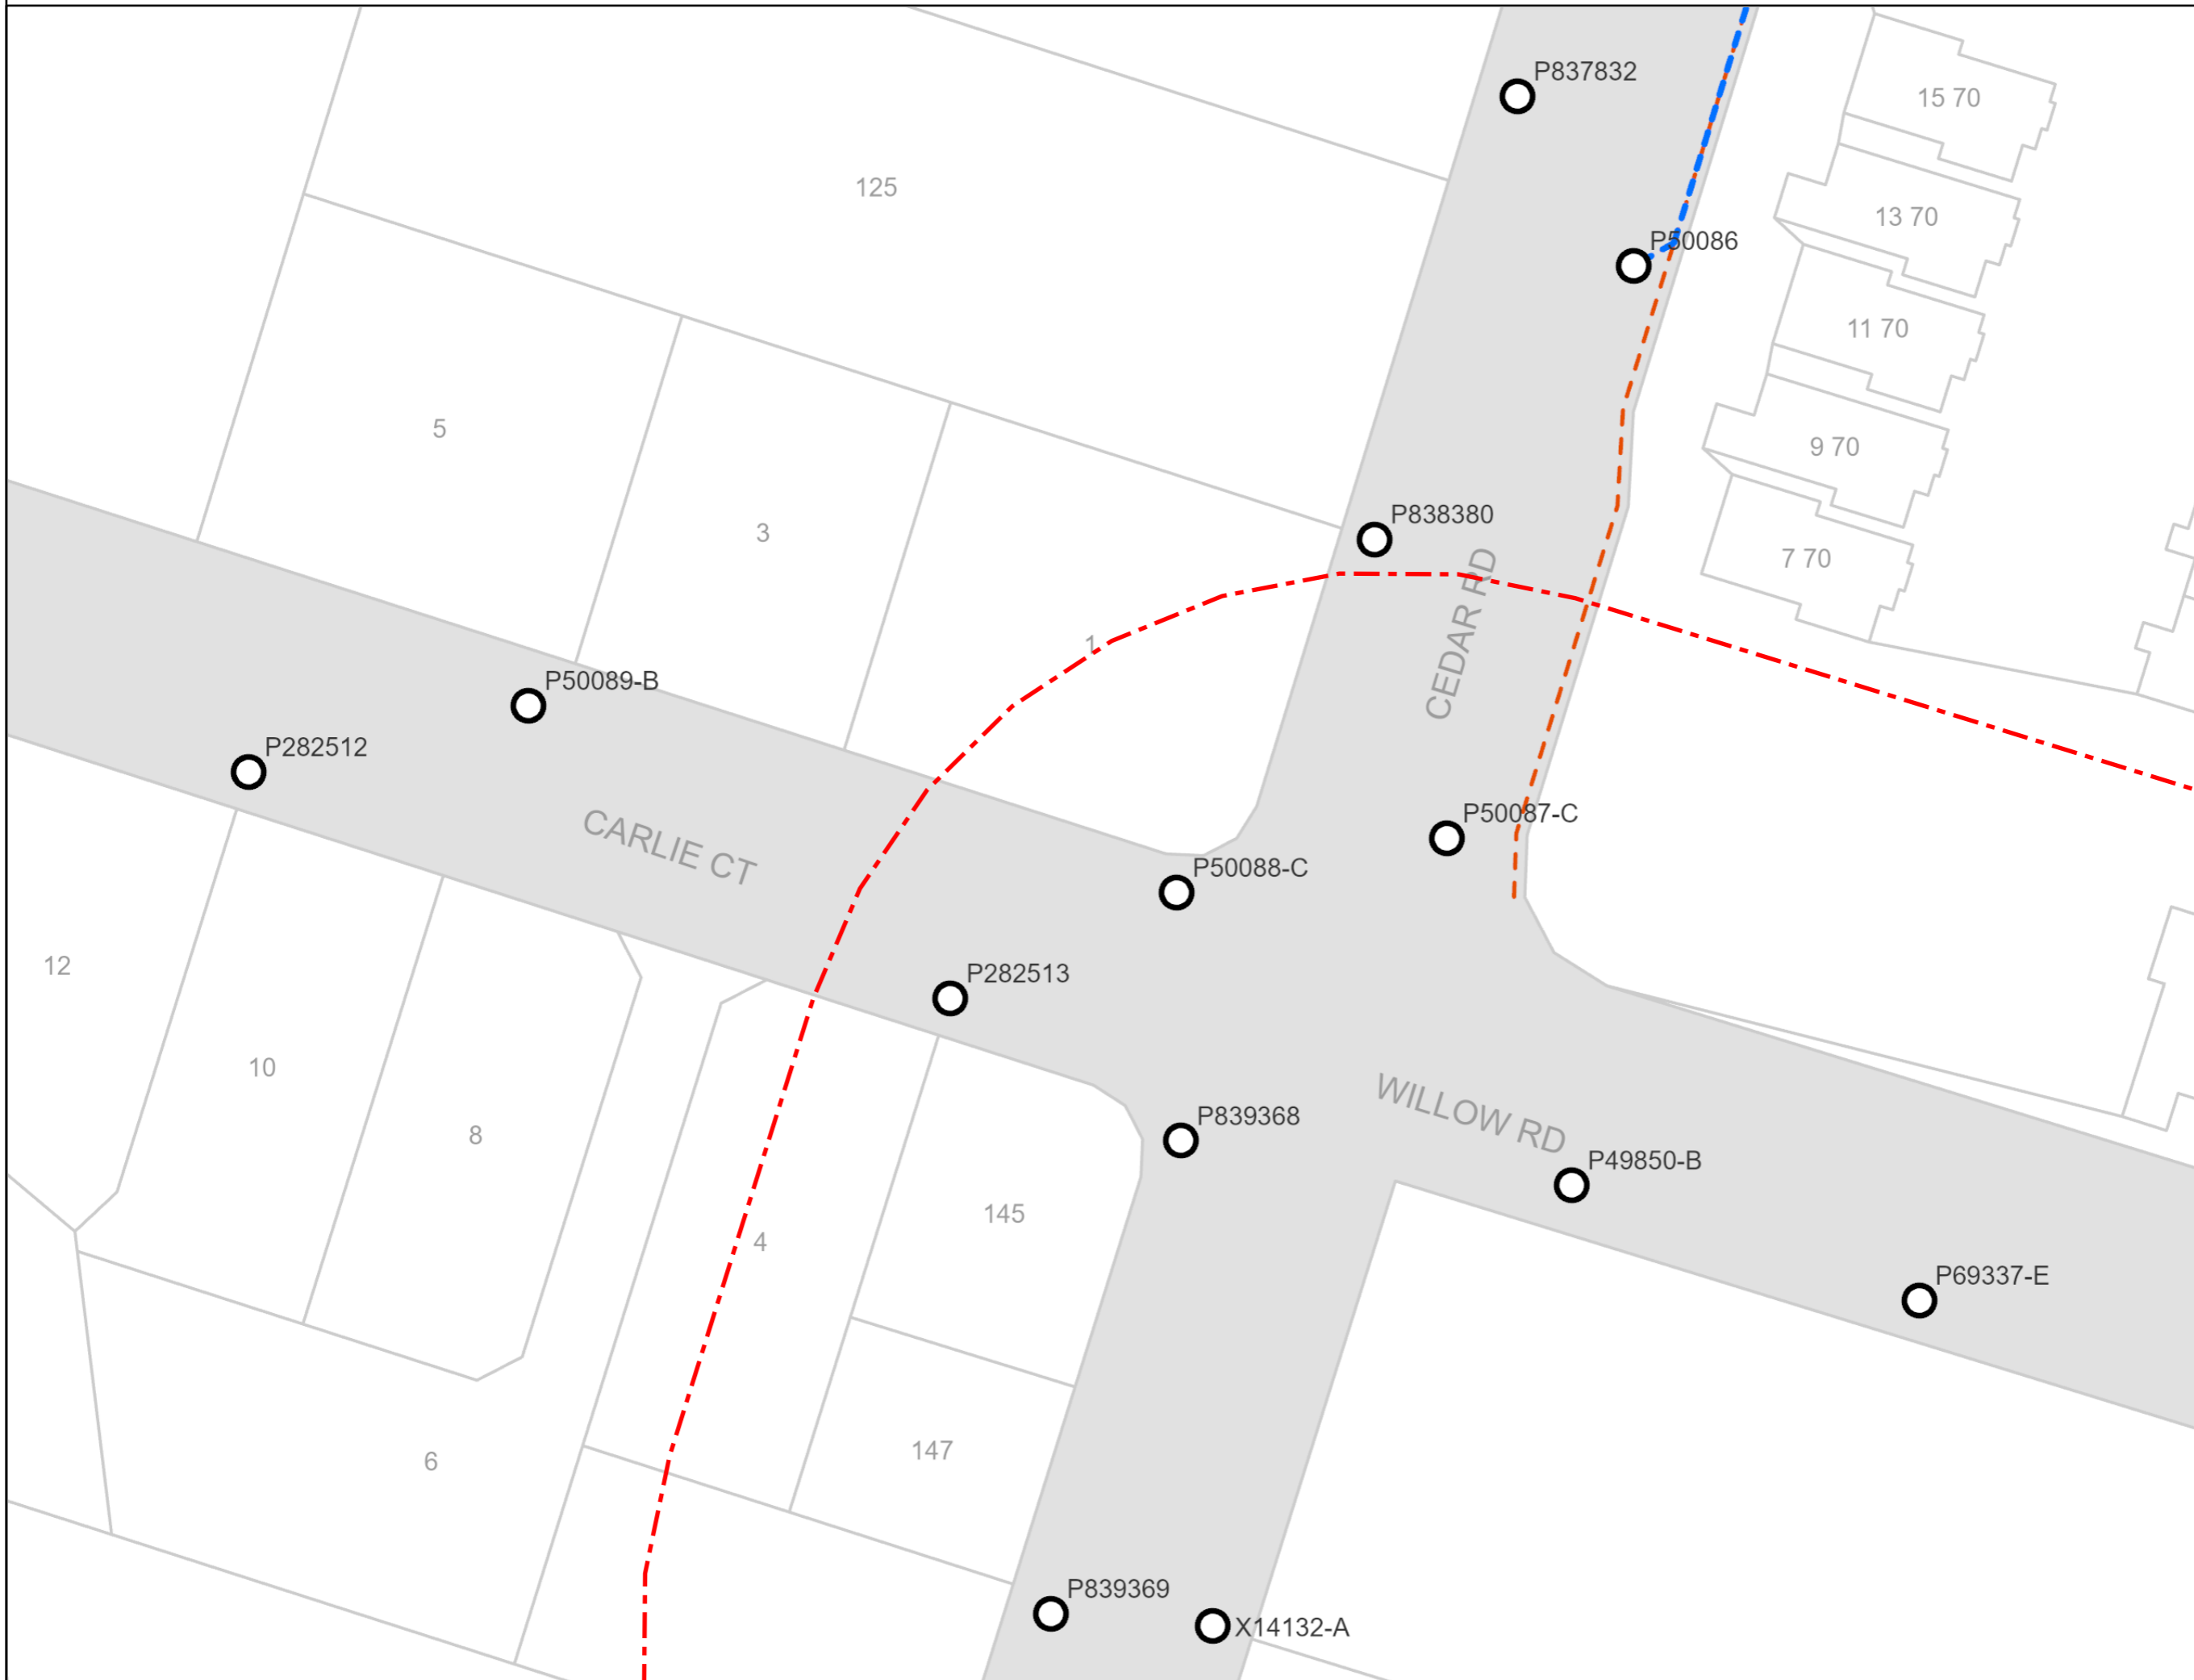 P837832
15 70
125
13 70
P50086
11 70
5
9 70
P838380
3
7 70
CEDAR RD
1
P50089-B
P282512
P50087-C
CARLIE CT
P50088-C
12
P282513
10
WILLOW RD
P839368
8
P49850-B
145
4
P69337-E
147
6
P839369
X14132-A